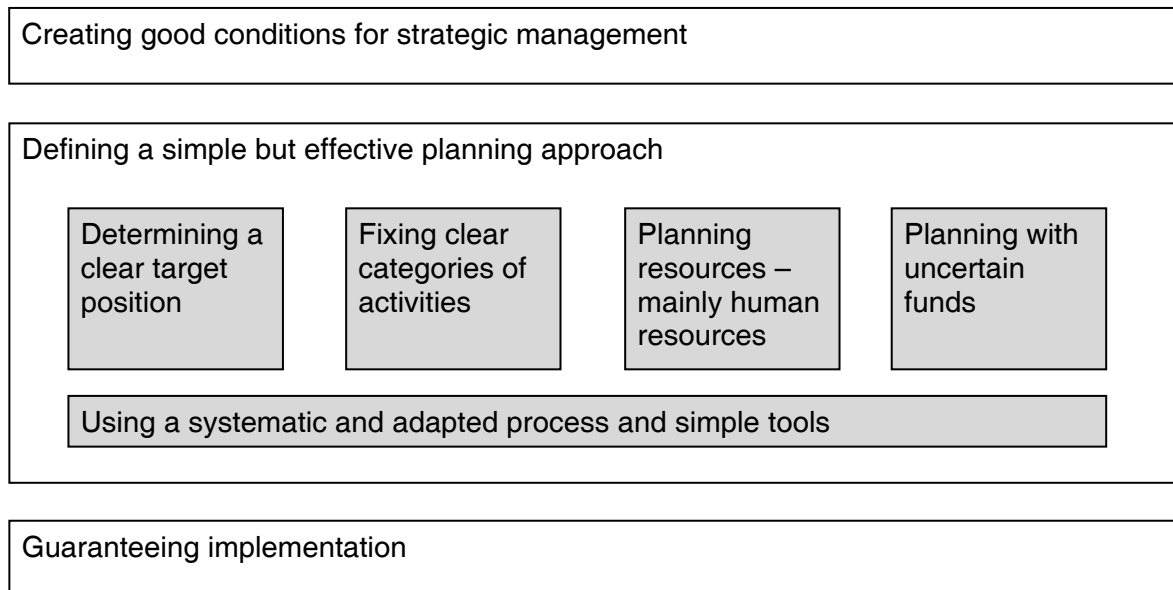 Creating good conditions for strategic management
Defining a simple but effective planning approach
Determining a
clear target
position
Fixing clear
categories of
activities
Planning
resources –
mainly human
resources
Planning with
uncertain
funds
Using a systematic and adapted process and simple tools
Guaranteeing implementation